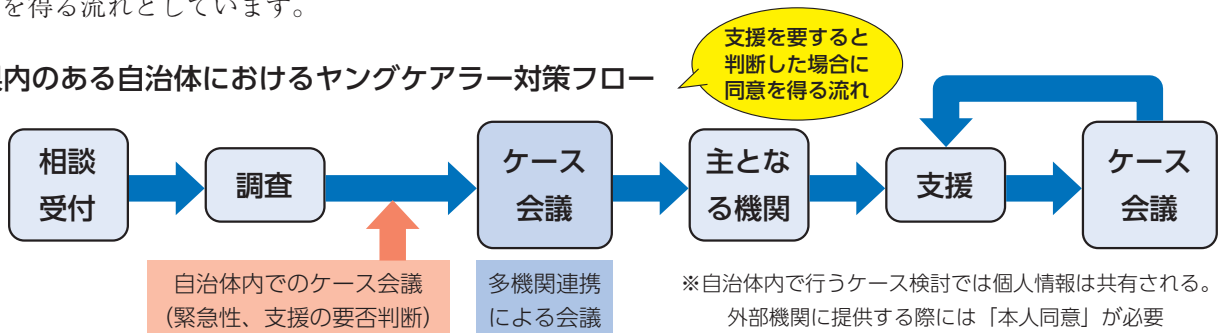 を得る流れとしています。
県内のある自治体におけるヤングケアラー対策フロー
支援を要すると
判断した場合に
同意を得る流れ
相談
受付
調査
ケース
会議
主とな
る機関
支援
ケース
会議
自治体内でのケース会議
（緊急性、支援の要否判断）
多機関連携
による会議
※自治体内で行うケース検討では個人情報は共有される。
外部機関に提供する際には「本人同意」が必要